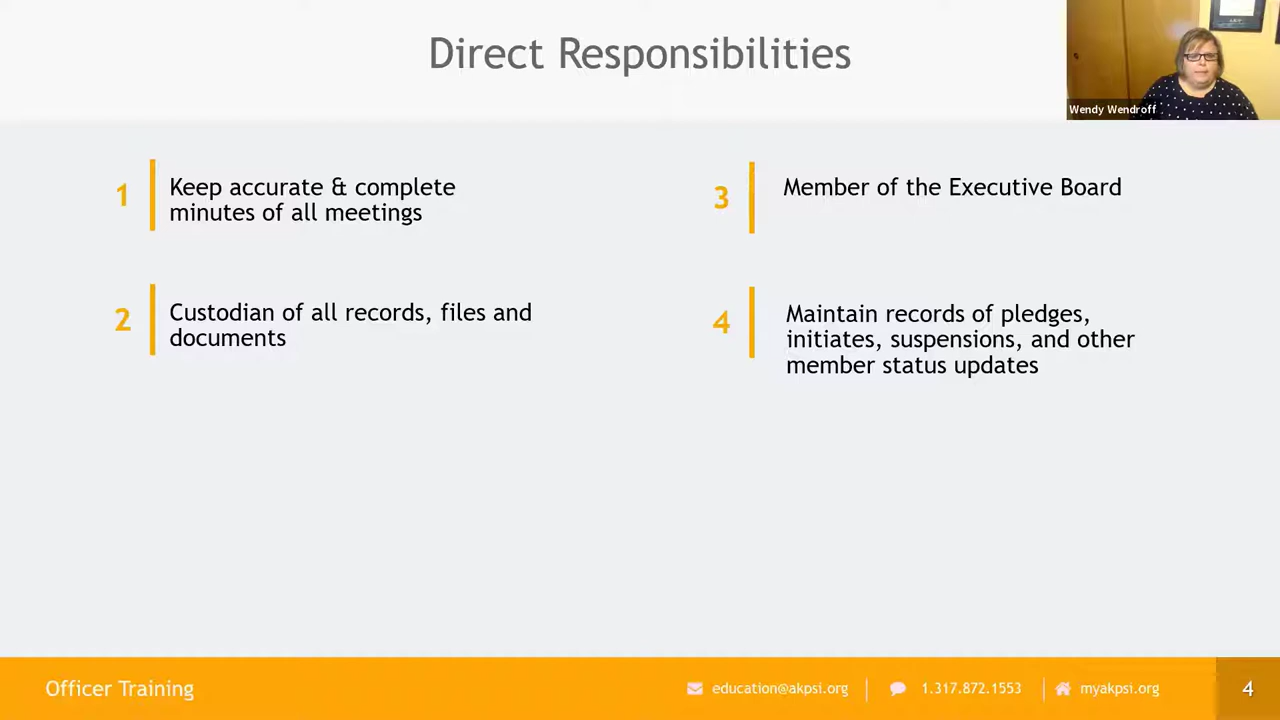 Direct Responsibilities
Wendy Wendroff
1
Keep accurate & complete
minutes of all meetings
2
Custodian of all records, files and
documents
3
Member of the Executive Board
4
Maintain records of pledges,
initiates, suspensions, and other
member status updates
Officer Training
education@akpsi.org
1.317.872.1553
myakpsi.org
4